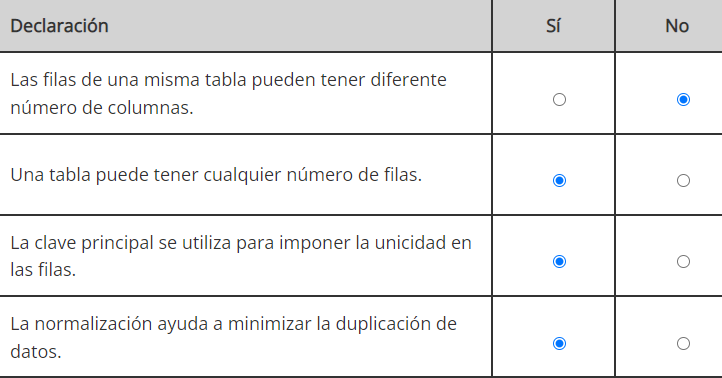 Declaración Sí No
Las filas de una misma tabla pueden tener diferente
número de columnas.
Una tabla puede tener cualquier número de filas.
La clave principal se utiliza para imponer la unicidad en
las filas.
La normalización ayuda a minimizar la duplicación de
datos.